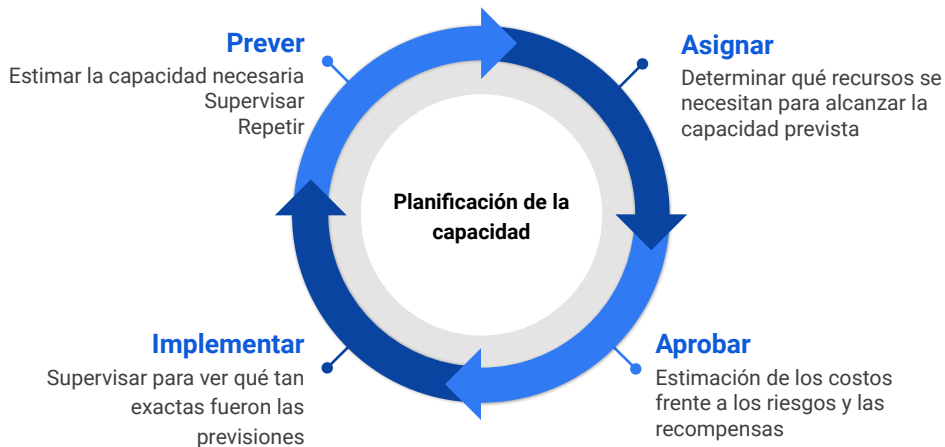 Prever
Estimar la capacidad necesaria
Supervisar
Repetir
Asignar
Determinar qué recursos se
necesitan para alcanzar la
capacidad prevista
Planificación de la
capacidad
Implementar
Supervisar para ver qué tan
exactas fueron las
previsiones
Aprobar
Estimación de los costos
frente a los riesgos y las
recompensas